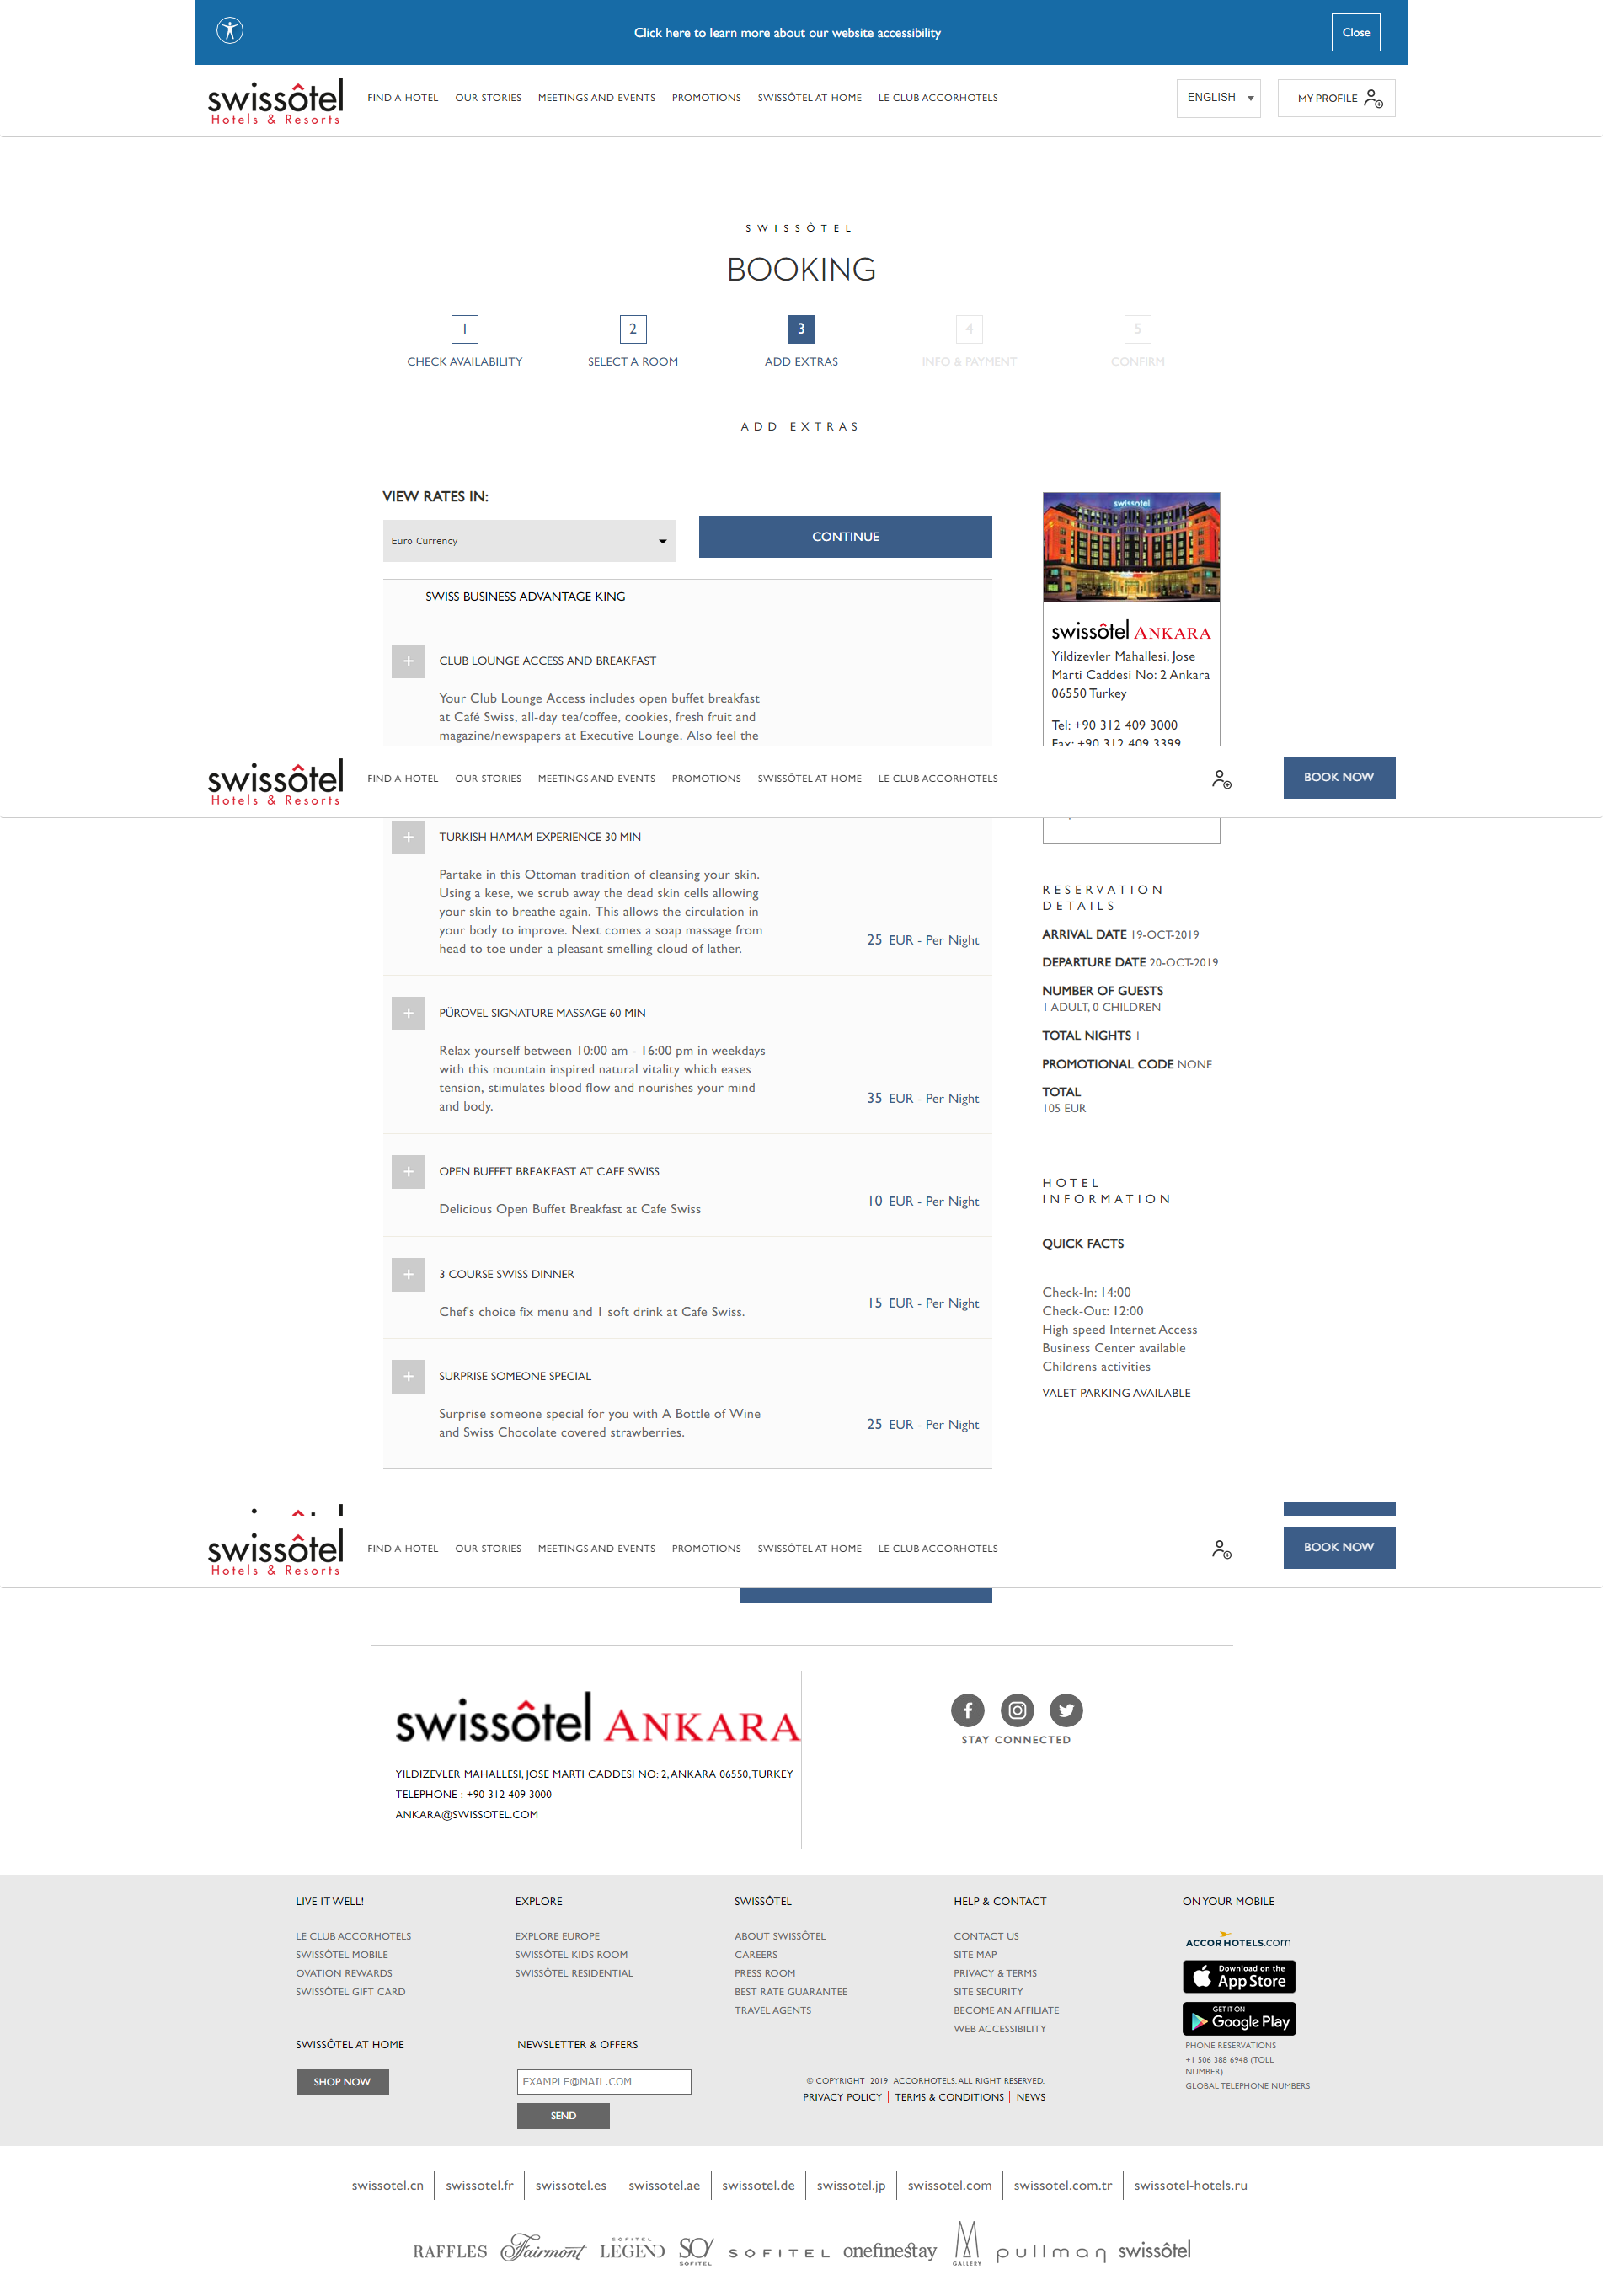 Click here to learn more about our website accessibility
Close
swissôtel
Hotels & Resorts
FIND A HOTEL OUR STORIES MEETINGS AND EVENTS PROMOTIONS SWISSÔTEL AT HOME LE CLUB ACCORHOTELS
ENGLISH
MY PROFILE
SWISSÔTEL
BOOKING
1 2 3 4 5
CHECK AVAILABILITY SELECT A ROOM ADD EXTRAS INFO & PAYMENT CONFIRM
ADD EXTRAS
VIEW RATES IN:
Euro Currency
CONTINUE
SWISS BUSINESS ADVANTAGE KING
+ CLUB LOUNGE ACCESS AND BREAKFAST
Your Club Lounge Access includes open buffet breakfast
at Café Swiss, all-day tea/coffee, cookies, fresh fruit and
magazine/newspapers at Executive Lounge. Also feel the
swissotel
swissôtel ANKARA
Yildizevler Mahallesi, Jose
Marti Caddesi No: 2 Ankara
06550 Turkey
Tel: +90 312 409 3000
Fax: +90 312 409 3399
swissôtel
Hotels & Resorts
FIND A HOTEL OUR STORIES MEETINGS AND EVENTS PROMOTIONS SWISSÔTEL AT HOME LE CLUB ACCORHOTELS
BOOK NOW
+ TURKISH HAMAM EXPERIENCE 30 MIN
Partake in this Ottoman tradition of cleansing your skin.
Using a kese, we scrub away the dead skin cells allowing
your skin to breathe again. This allows the circulation in
your body to improve. Next comes a soap massage from
head to toe under a pleasant smelling cloud of lather.
25 EUR - Per Night
+ PÜROVEL SIGNATURE MASSAGE 60 MIN
Relax yourself between 10:00 am - 16:00 pm in weekdays
with this mountain inspired natural vitality which eases
tension, stimulates blood flow and nourishes your mind
and body.
35 EUR - Per Night
+ OPEN BUFFET BREAKFAST AT CAFE SWISS
Delicious Open Buffet Breakfast at Cafe Swiss
10 EUR - Per Night
+ 3 COURSE SWISS DINNER
Chef's choice fix menu and 1 soft drink at Cafe Swiss.
15 EUR - Per Night
+ SURPRISE SOMEONE SPECIAL
Surprise someone special for you with A Bottle of Wine
and Swiss Chocolate covered strawberries.
25 EUR - Per Night
RESERVATION
DETAILS
ARRIVAL DATE 19-OCT-2019
DEPARTURE DATE 20-OCT-2019
NUMBER OF GUESTS
1 ADULT, 0 CHILDREN
TOTAL NIGHTS 1
PROMOTIONAL CODE NONE
TOTAL
105 EUR
HOTEL
INFORMATION
QUICK FACTS
Check-In: 14:00
Check-Out: 12:00
High speed Internet Access
Business Center available
Childrens activities
VALET PARKING AVAILABLE
swissôtel
Hotels & Resorts
FIND A HOTEL OUR STORIES MEETINGS AND EVENTS PROMOTIONS SWISSÔTEL AT HOME LE CLUB ACCORHOTELS
BOOK NOW
swissôtel ANKARA
YILDIZEVLER MAHALLESI, JOSE MARTI CADDESI NO: 2, ANKARA 06550, TURKEY
TELEPHONE : +90 312 409 3000
ANKARA@SWISSOTEL.COM
STAY CONNECTED
LIVE IT WELL!
LE CLUB ACCORHOTELS
SWISSÔTEL MOBILE
OVATION REWARDS
SWISSÔTEL GIFT CARD
EXPLORE
EXPLORE EUROPE
SWISSÔTEL KIDS ROOM
SWISSÔTEL RESIDENTIAL
SWISSÔTEL
ABOUT SWISSÔTEL
CAREERS
PRESS ROOM
BEST RATE GUARANTEE
TRAVEL AGENTS
HELP & CONTACT
CONTACT US
SITE MAP
PRIVACY & TERMS
SITE SECURITY
BECOME AN AFFILIATE
WEB ACCESSIBILITY
ON YOUR MOBILE
ACCORHOTELS.com
Download on the
App Store
GET IT ON
Google Play
PHONE RESERVATIONS
+1 506 388 6948 (TOLL
NUMBER)
GLOBAL TELEPHONE NUMBERS
SWISSÔTEL AT HOME
SHOP NOW
NEWSLETTER & OFFERS
EXAMPLE@MAIL.COM
SEND
© COPYRIGHT 2019 ACCORHOTELS. ALL RIGHT RESERVED.
PRIVACY POLICY | TERMS & CONDITIONS | NEWS
swissotel.cn swissotel.fr swissotel.es swissotel.ae swissotel.de swissotel.jp swissotel.com swissotel.com.tr swissotel-hotels.ru
RAFFLES Fairmont SOFITEL LEGEND SO/ SOFITEL SOFITEL onefinestay M GALLERY pullman swissôtel